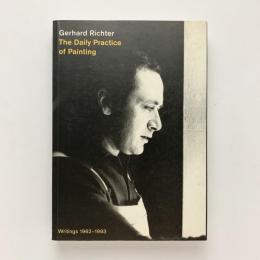 Gerhard Richter
The Daily Practice
of Painting
Writings 1962–1993